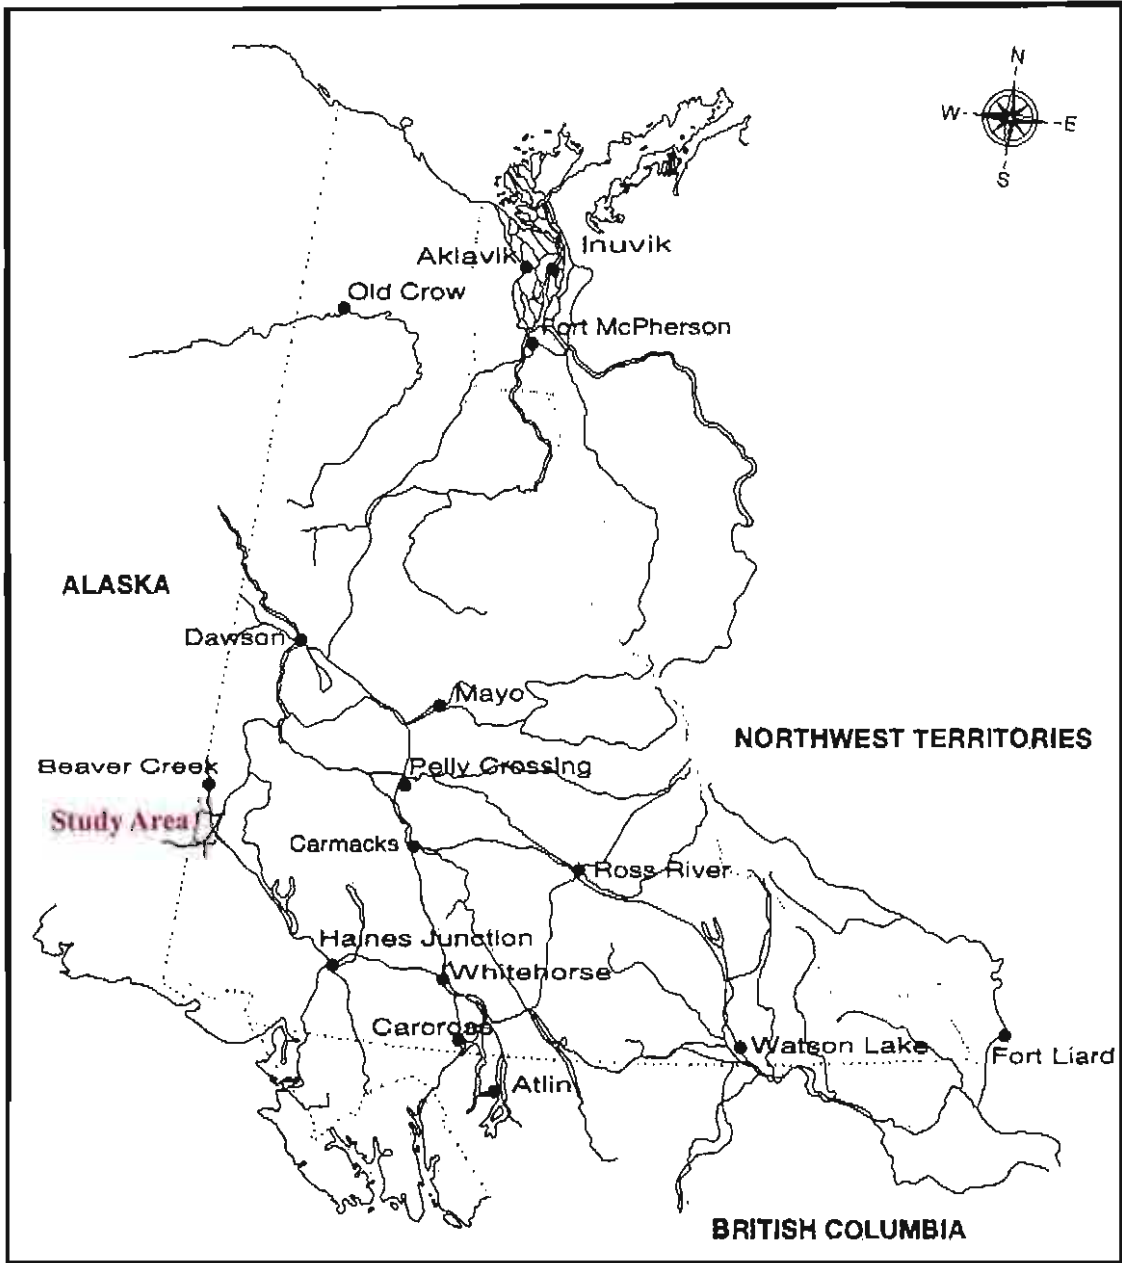 N
W
E
S
Inuvik
Aklavik
Old Crow
Fort McPherson
ALASKA
Dawson
Mayo
NORTHWEST TERRITORIES
Beaver Creek
Pelly Crossing
Study Area
Carmacks
Ross River
Haines Junction
Whitehorse
Watson Lake
Fort Liard
Atlin
BRITISH COLUMBIA